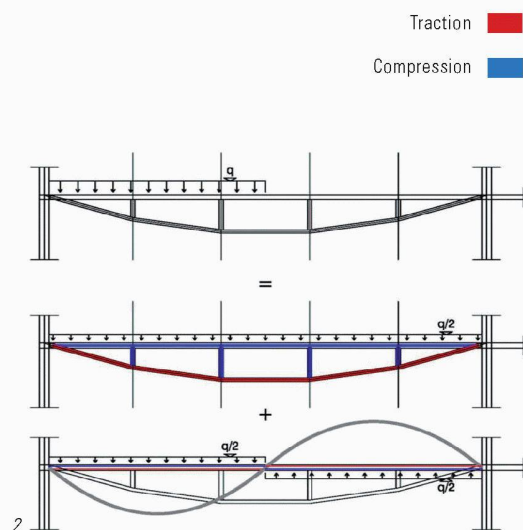 Traction
Compression
q
=
q/2
+
q/2
q/2
2